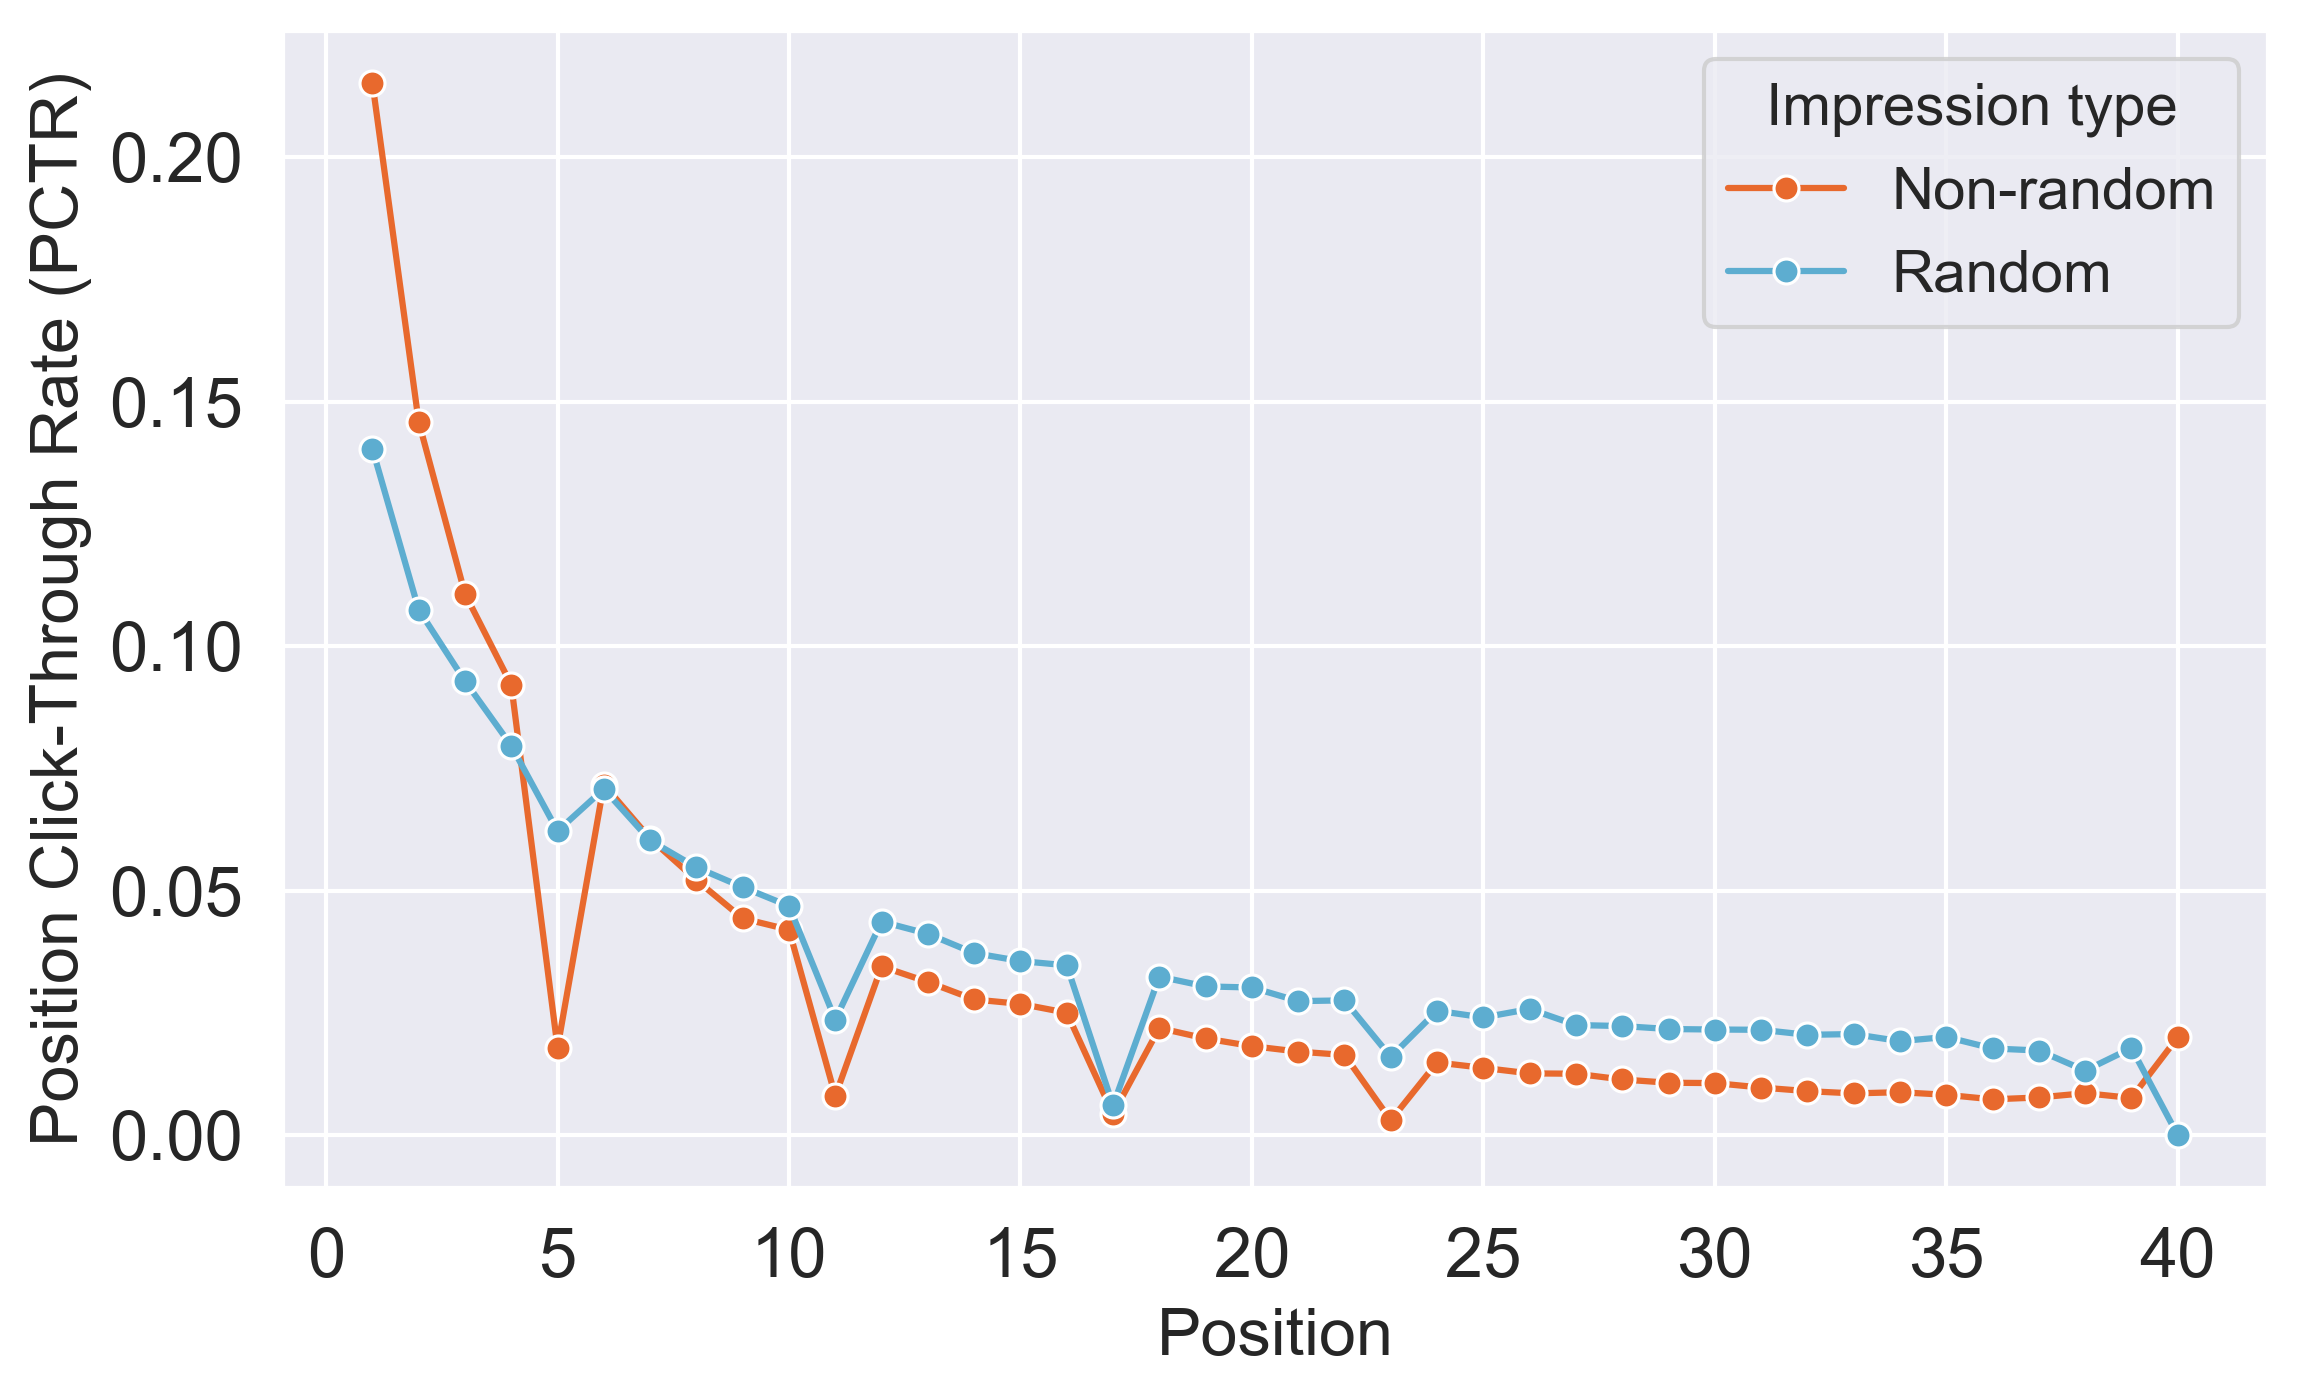 Position Click-Through Rate (PCTR)
0.20
0.15
0.10
0.05
0.00
Impression type
Non-random
Random
0 5 10 15 20 25 30 35 40
Position